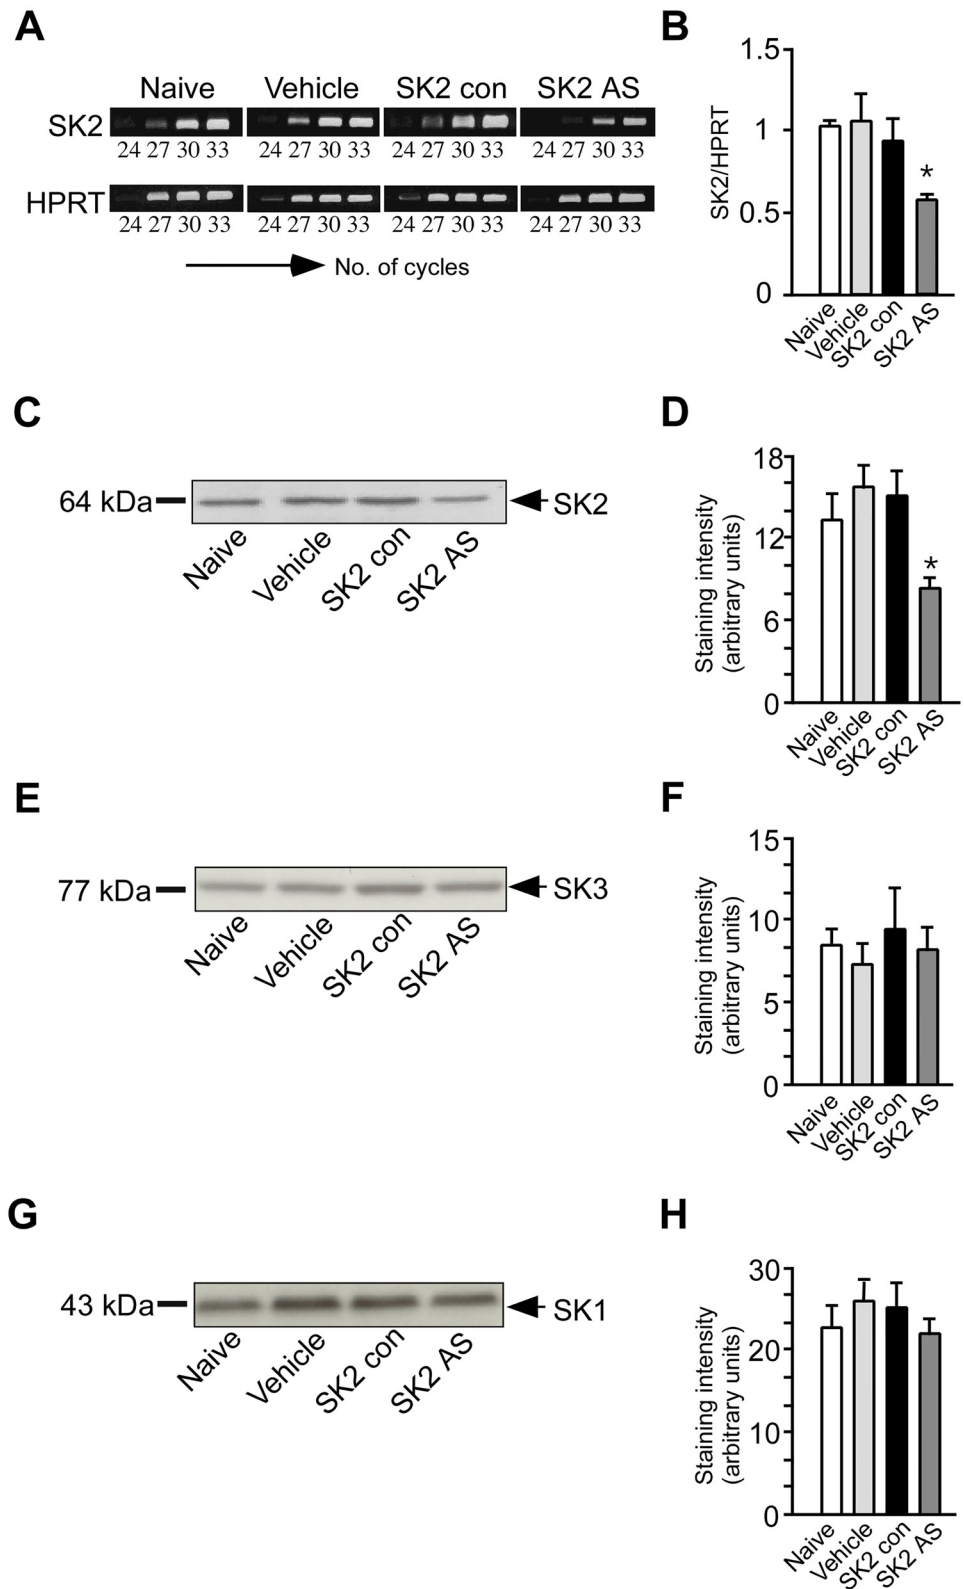 A
Naive Vehicle SK2 con SK2 AS
SK2
24 27 30 33 24 27 30 33 24 27 30 33 24 27 30 33
HPRT
24 27 30 33 24 27 30 33 24 27 30 33 24 27 30 33
No. of cycles
B
SK2/HPRT
1.5
1
0.5
0
*
Naive Vehicle SK2 con SK2 AS
C
64 kDa
SK2
Naive Vehicle SK2 con SK2 AS
D
Staining intensity
(arbitrary units)
18
12
6
0
*
Naive Vehicle SK2 con SK2 AS
E
77 kDa
SK3
Naive Vehicle SK2 con SK2 AS
F
Staining intensity
(arbitrary units)
15
10
5
0
Naive Vehicle SK2 con SK2 AS
G
43 kDa
SK1
Naive Vehicle SK2 con SK2 AS
H
Staining intensity
(arbitrary units)
30
20
10
0
Naive Vehicle SK2 con SK2 AS